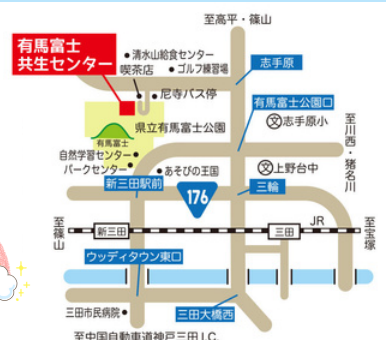 至高平・篠山
有馬富士
共生センター
清水山給食センター
喫茶店
ゴルフ練習場
志手原
尼寺バス停
有馬富士公園口
文志手原小
県立有馬富士公園
有馬富士
至川西・猪名川
自然学習センター
パークセンター
あそびの王国
文上野台中
新三田駅前
176
三輪
至篠山
新三田
三田
JR
至宝塚
ウッディタウン東口
三田市民病院
三田大橋西
至中国自動車道神戸三田I.C.